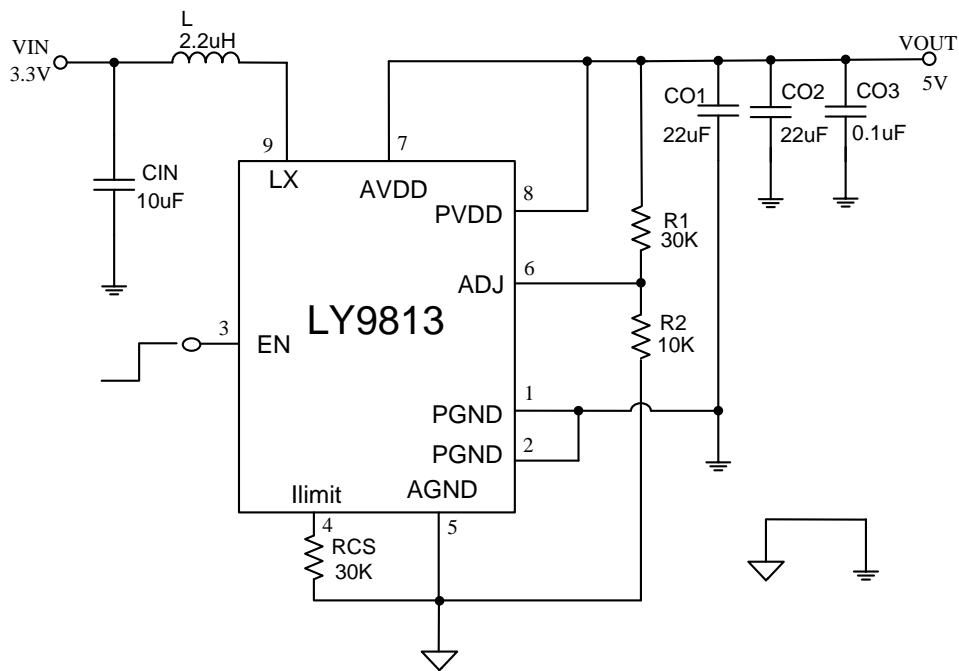 L
2.2uH
VIN
3.3V
VOUT
5V
CO1
22uF
CO2
22uF
CO3
0.1uF
CIN
10uF
9
LX
7
AVDD
8
PVDD
R1
30K
6
ADJ
LY9813
R2
10K
3
EN
1
PGND
2
PGND
Ilimit
AGND
4
5
RCS
30K